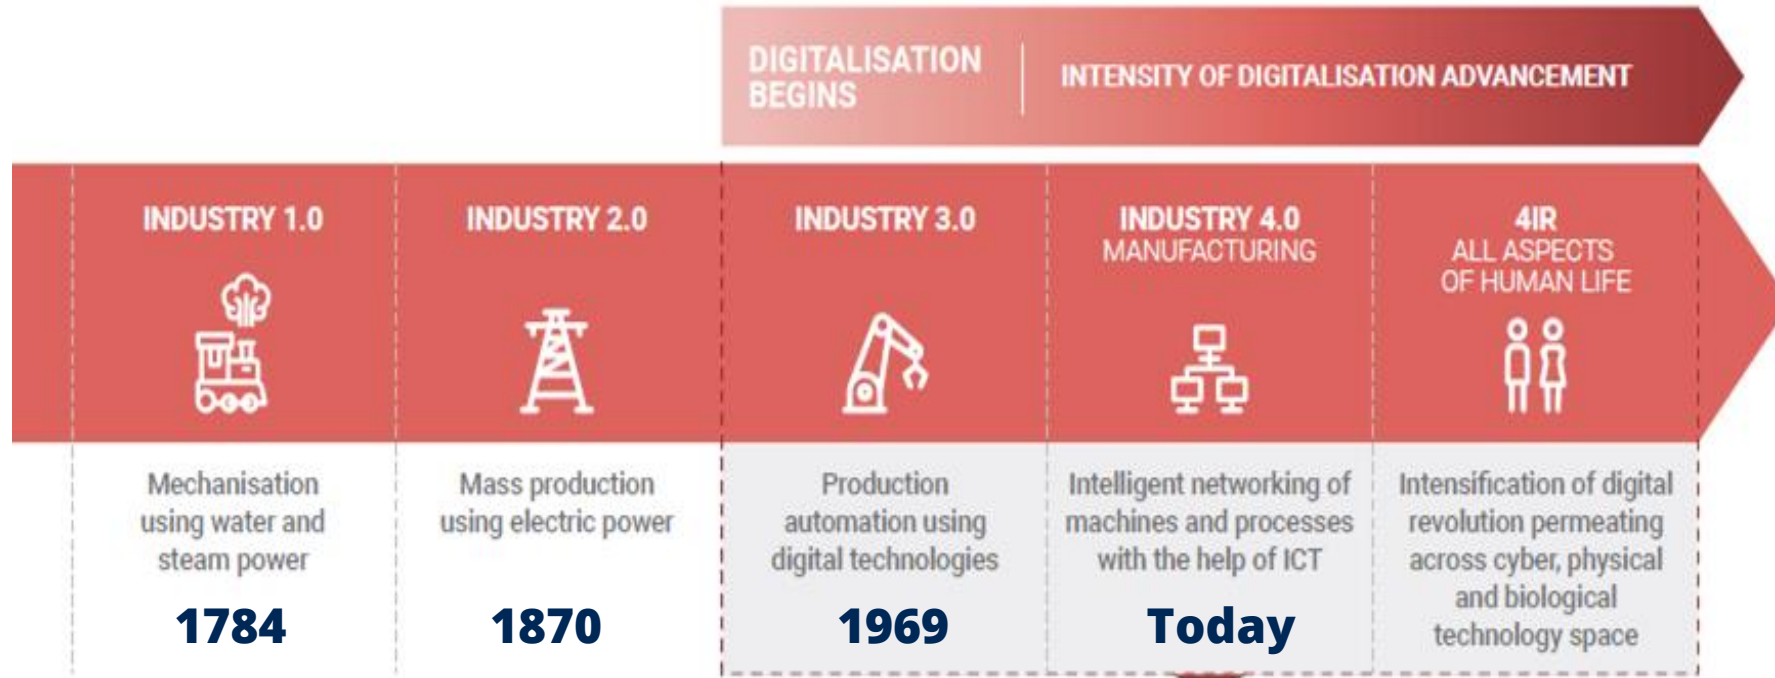 DIGITALISATION
BEGINS
INTENSITY OF DIGITALISATION ADVANCEMENT
INDUSTRY 1.0
Mechanisation
using water and
steam power
1784
INDUSTRY 2.0
Mass production
using electric power
1870
INDUSTRY 3.0
Production
automation using
digital technologies
1969
INDUSTRY 4.0
MANUFACTURING
Intelligent networking of
machines and processes
with the help of ICT
Today
4IR
ALL ASPECTS
OF HUMAN LIFE
Intensification of digital
revolution permeating
across cyber, physical
and biological
technology space